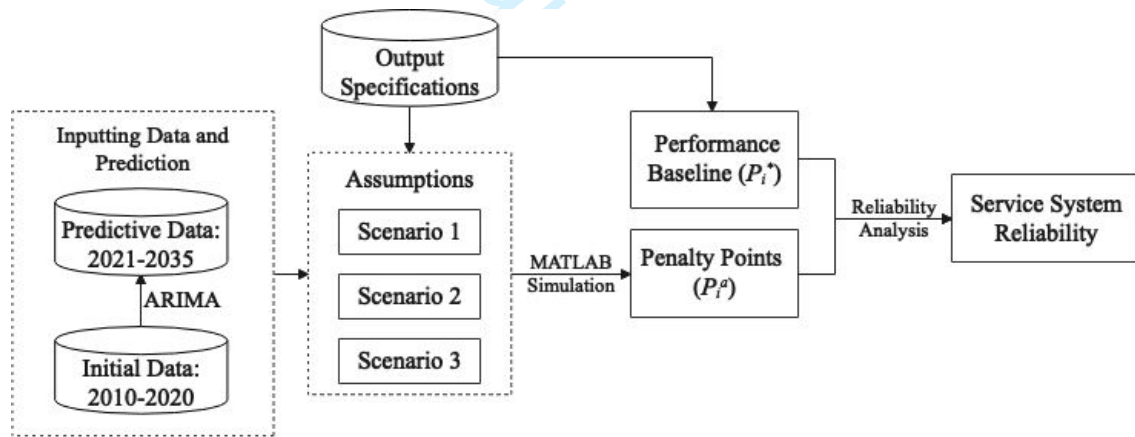 Output
Specifications
Inputting Data and
Prediction
Predictive Data:
2021-2035
ARIMA
Initial Data:
2010-2020
Assumptions
Scenario 1
Scenario 2
Scenario 3
MATLAB
Simulation
Performance
Baseline (Pᵢ*)
Penalty Points
(Pᵢᵃ)
Reliability
Analysis
Service System
Reliability